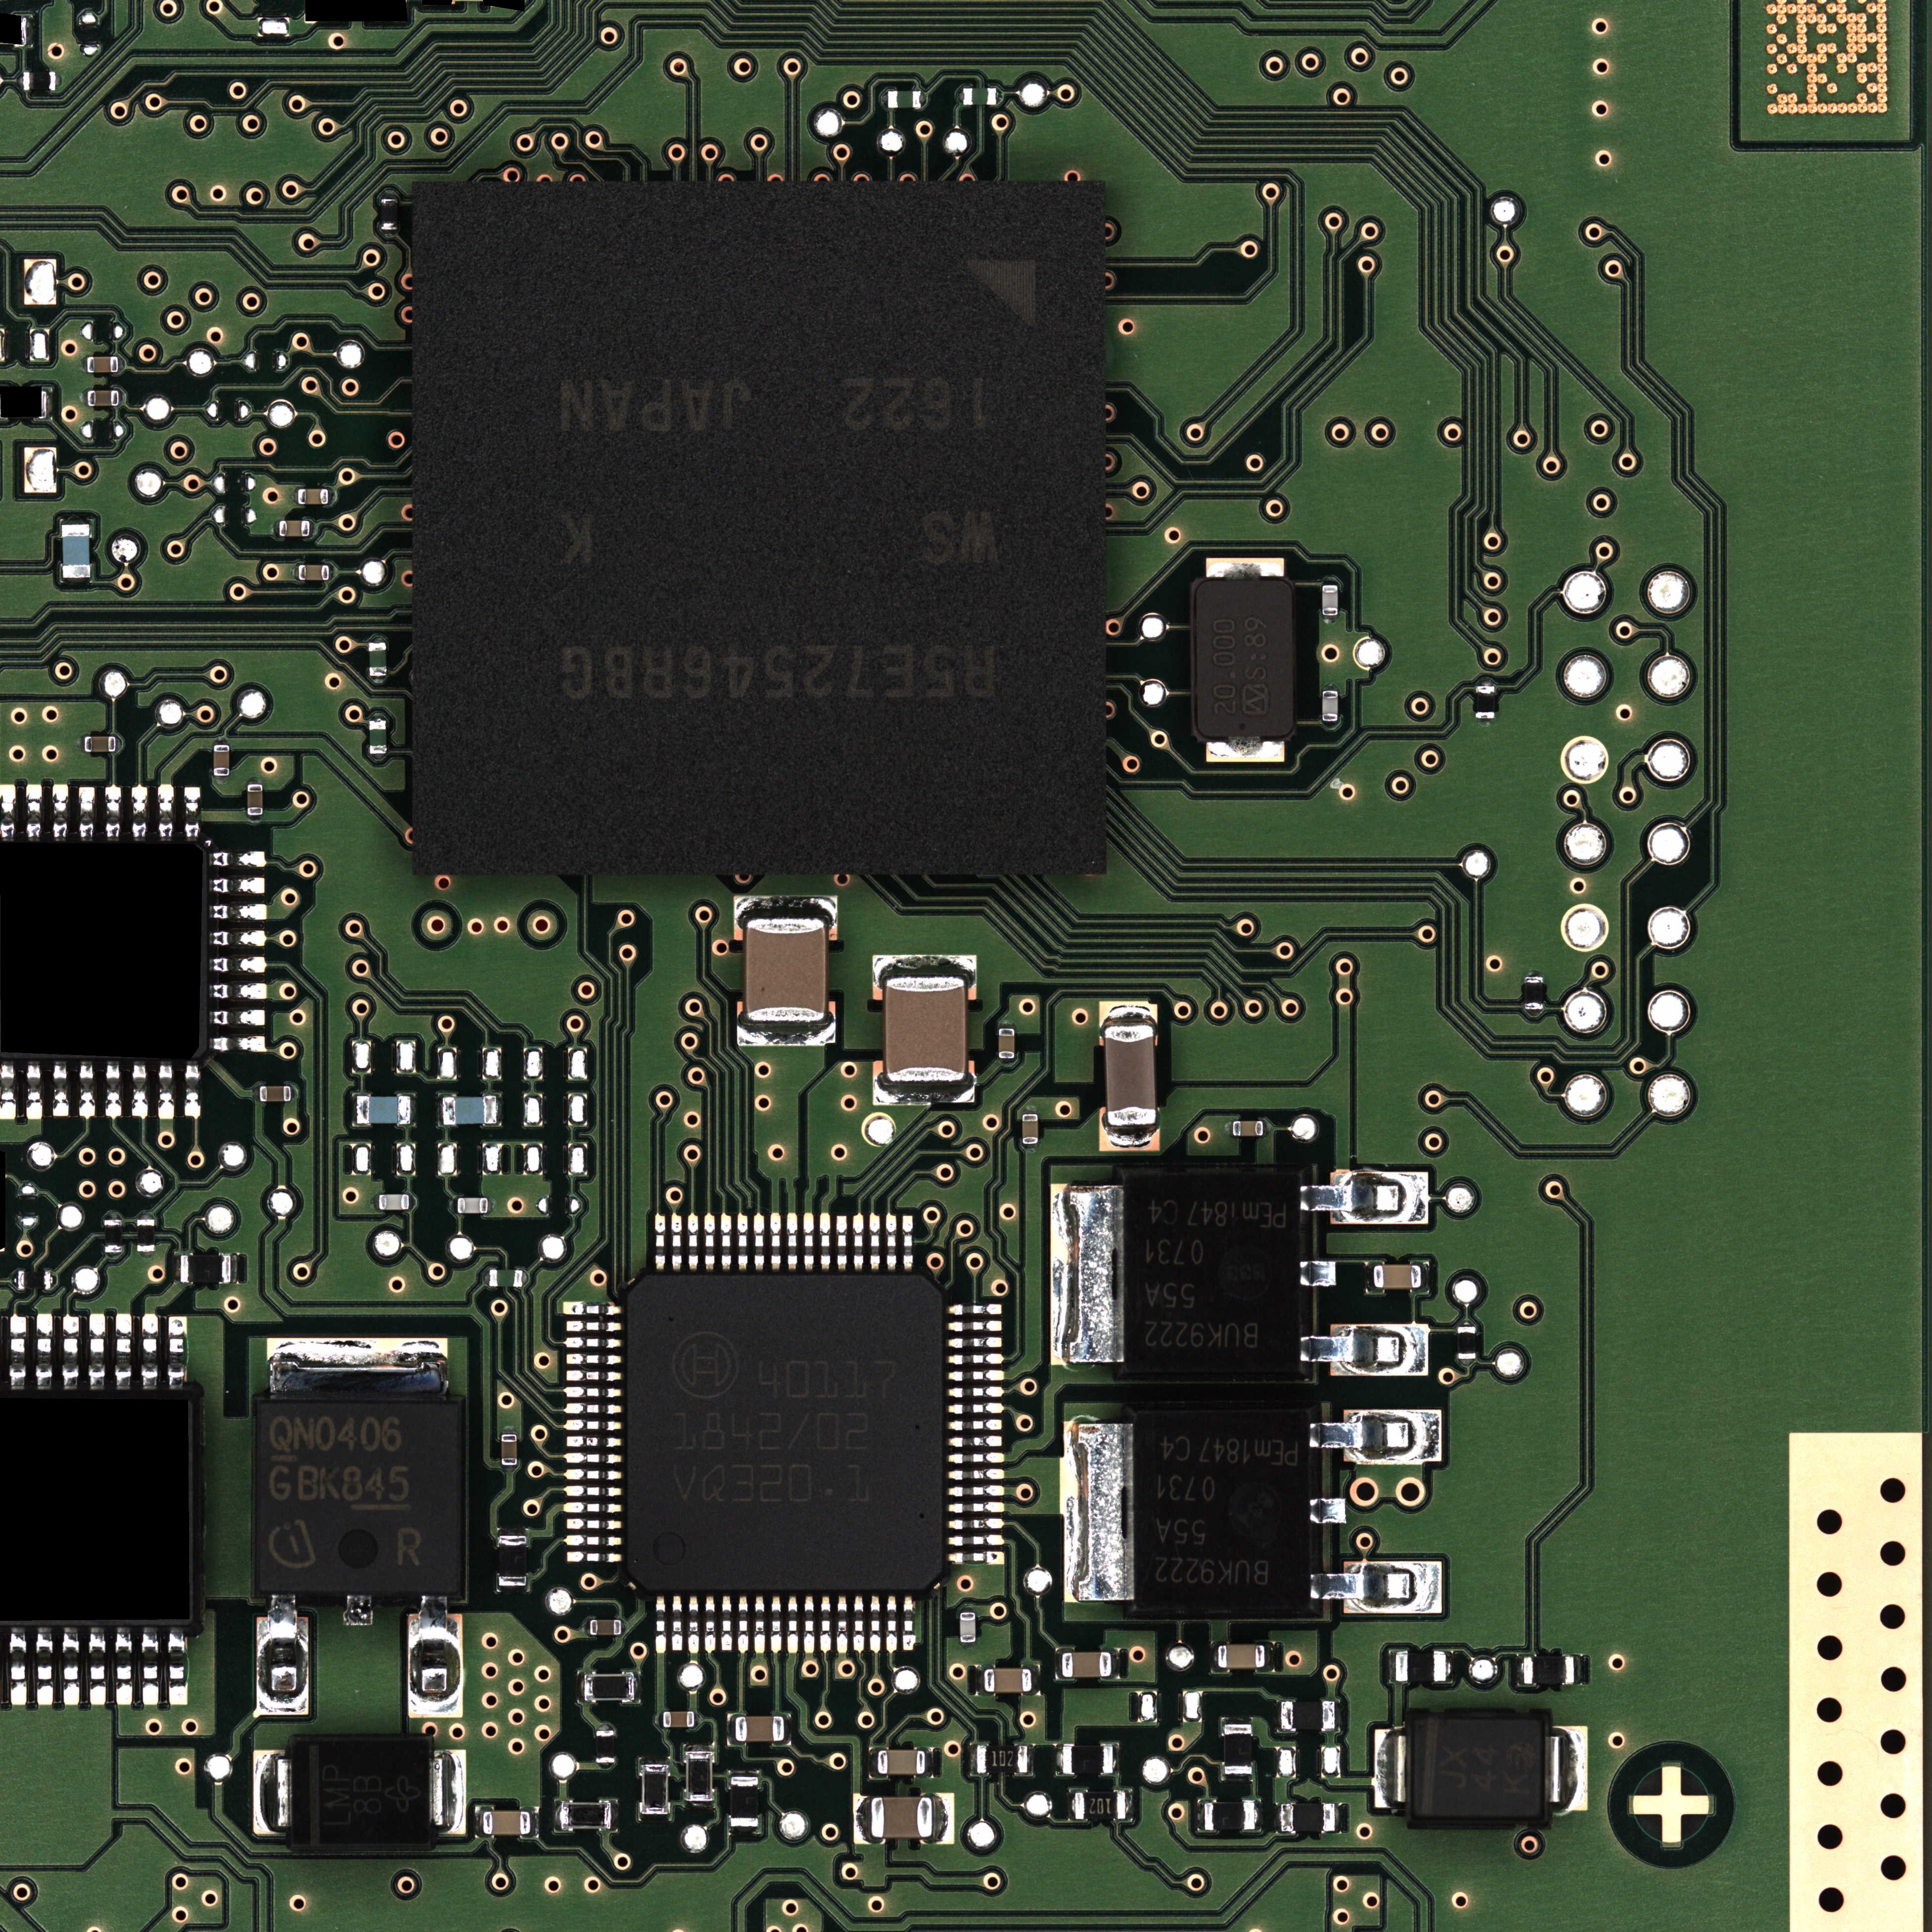 R5E72546RBG
WS K
1622 JAPAN
20.000
S:89
BUK9222
55A
0731
PEm1847 C4
BUK9222
55A
0731
PEm1847 C4
40117
1842/02
VQ320.1
QN0406
GBK845
R
LMP
8B
102
102
JX
44